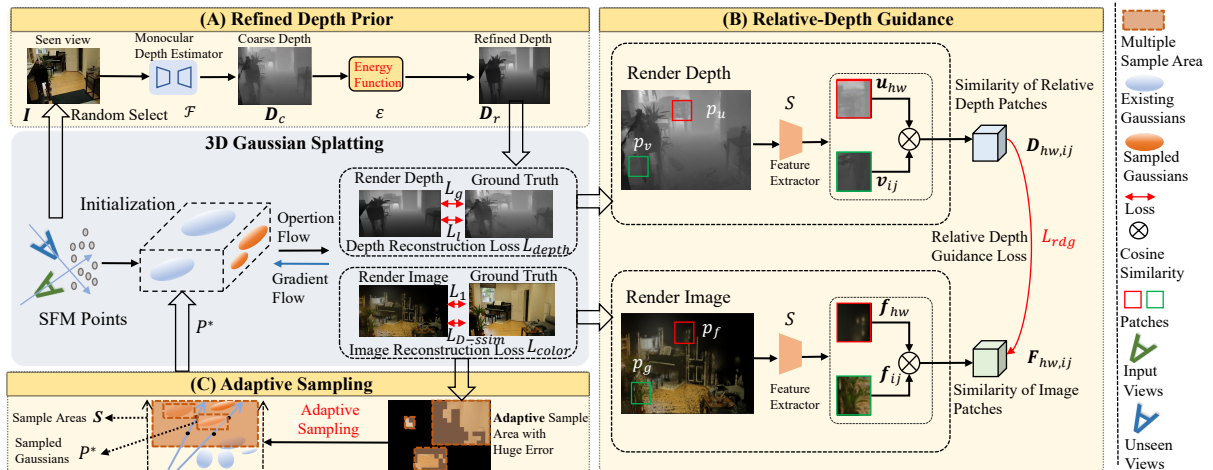 (A) Refined Depth Prior
Seen view
Monocular
Depth Estimator
Coarse Depth
Refined Depth
Energy
Function
I
Random Select
ℱ
D_c
ε
D_r
3D Gaussian Splatting
Initialization
Opertion
Flow
Gradient
Flow
SFM Points
P*
Render Depth
Ground Truth
L_g
L_l
Depth Reconstruction Loss L_depth
Render Image
Ground Truth
L_1
L_D-ssim
Image Reconstruction Loss L_color
(C) Adaptive Sampling
Sample Areas S
Sampled
Gaussians P*
Adaptive
Sampling
Adaptive Sample
Area with
Huge Error
(B) Relative-Depth Guidance
Render Depth
p_u
p_v
S
Feature
Extractor
u_hw
v_ij
Similarity of Relative
Depth Patches
D_hw,ij
Relative Depth
Guidance Loss
L_rdg
Render Image
p_f
p_g
S
Feature
Extractor
f_hw
f_ij
F_hw,ij
Similarity of Image
Patches
Multiple
Sample Area
Existing
Gaussians
Sampled
Gaussians
Loss
Cosine
Similarity
Patches
Input
Views
Unseen
Views